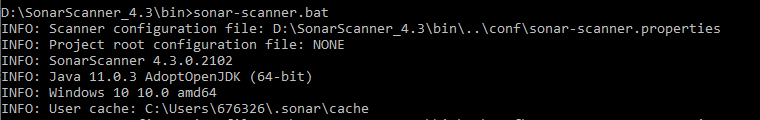 D:\SonarScanner_4.3\bin>sonar-scanner.bat
INFO: Scanner configuration file: D:\SonarScanner_4.3\bin\..\conf\sonar-scanner.properties
INFO: Project root configuration file: NONE
INFO: SonarScanner 4.3.0.2102
INFO: Java 11.0.3 AdoptOpenJDK (64-bit)
INFO: Windows 10 10.0 amd64
INFO: User cache: C:\Users\676326\.sonar\cache